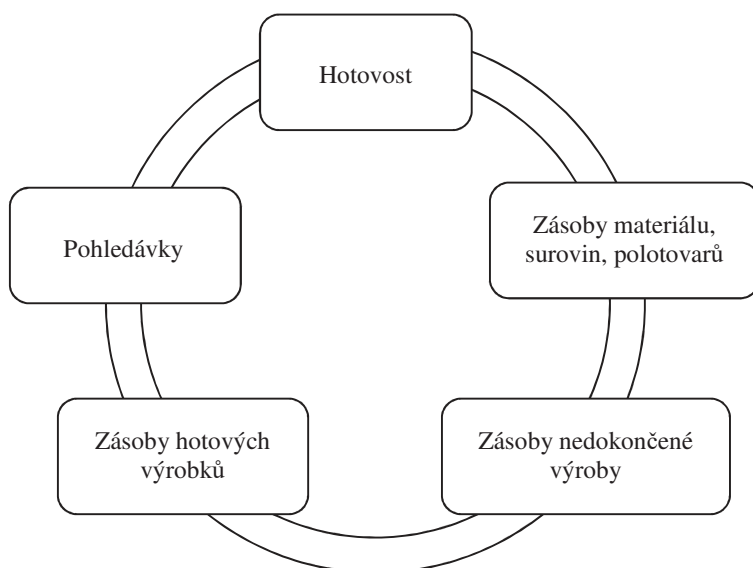 Hotovost
Zásoby materiálu,
surovin, polotovarů
Zásoby nedokončené
výroby
Zásoby hotových
výrobků
Pohledávky